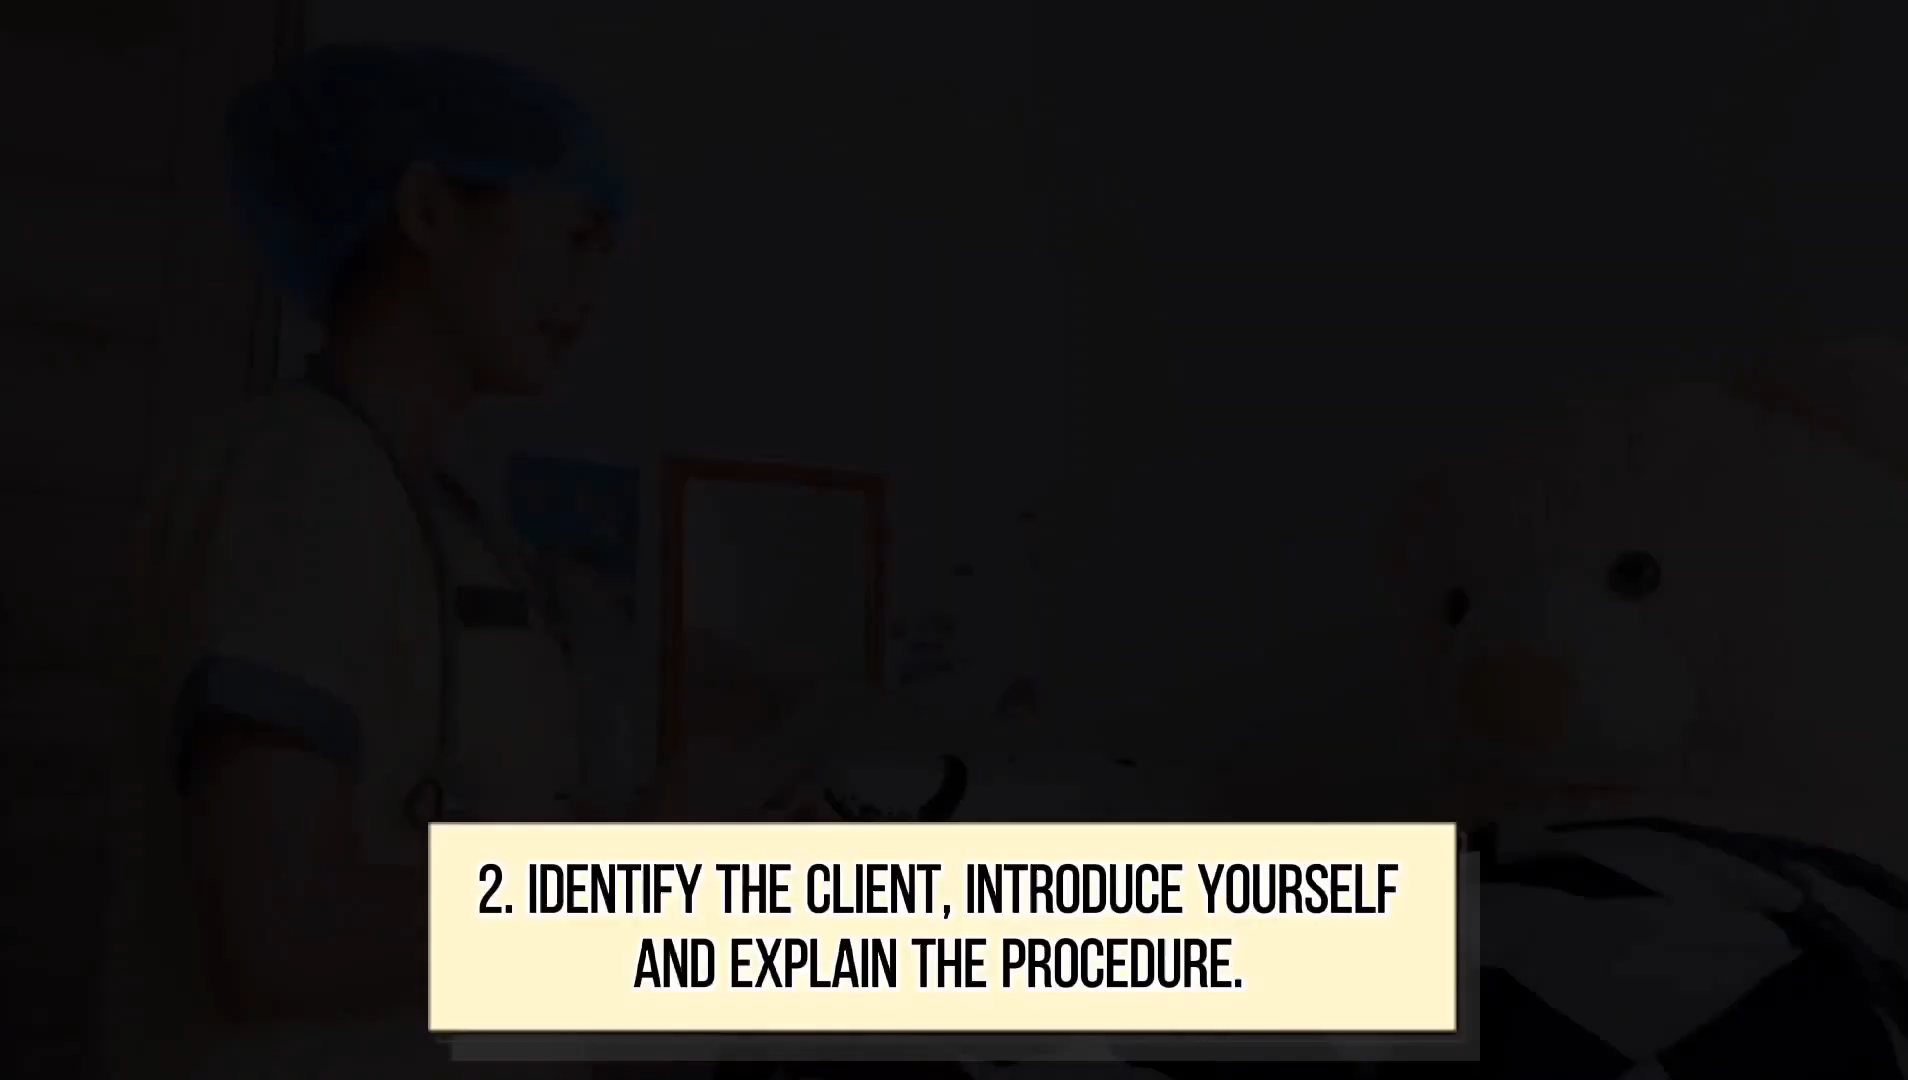 2. IDENTIFY THE CLIENT, INTRODUCE YOURSELF
AND EXPLAIN THE PROCEDURE.